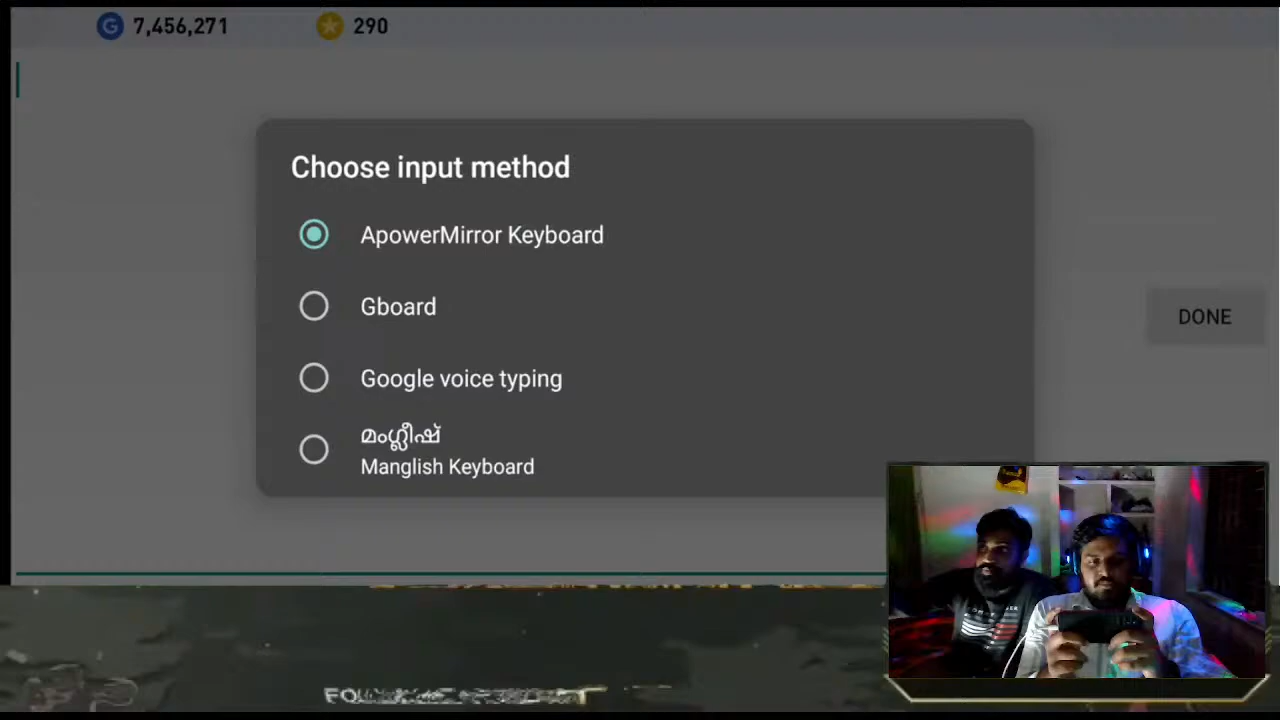 G 7,456,271 290
Choose input method
ApowerMirror Keyboard
Gboard
Google voice typing
DONE
മംഗ്ലീഷ്
Manglish Keyboard